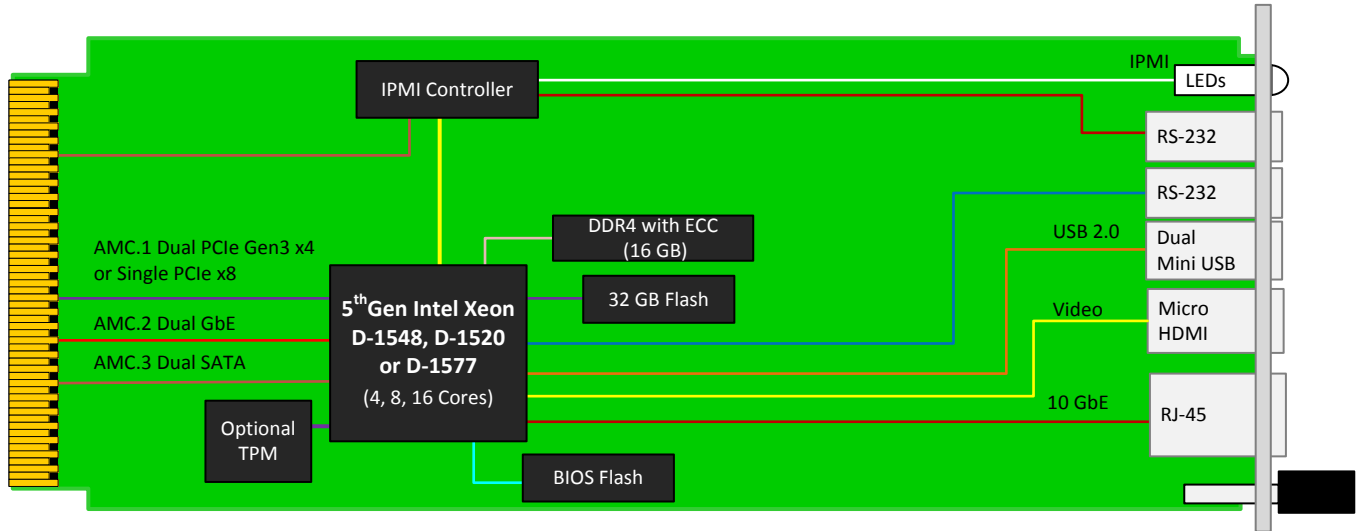 IPMI
LEDs
IPMI Controller
RS-232
RS-232
DDR4 with ECC
(16 GB)
USB 2.0
Dual
Mini USB
AMC.1 Dual PCIe Gen3 x4
or Single PCIe x8
32 GB Flash
5thGen Intel Xeon
D-1548, D-1520
or D-1577
(4, 8, 16 Cores)
Video
Micro
HDMI
AMC.2 Dual GbE
AMC.3 Dual SATA
10 GbE
RJ-45
Optional
TPM
BIOS Flash